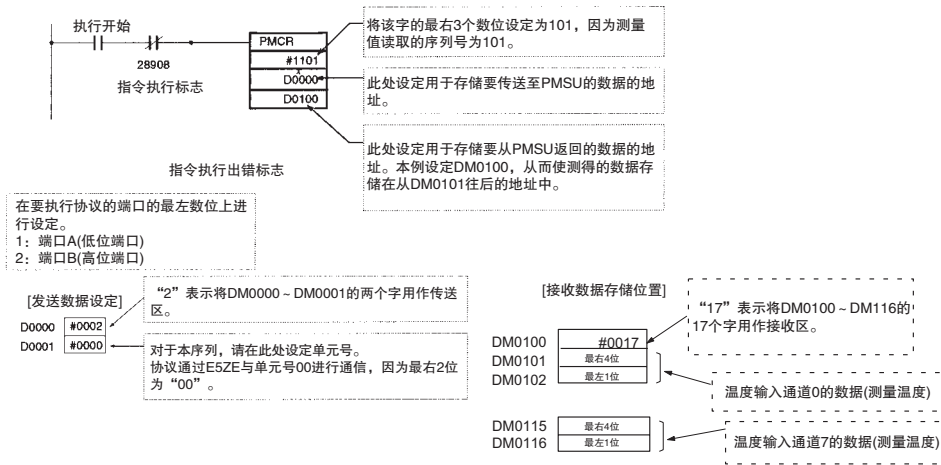 执行开始
28908
指令执行标志
PMCR
#1101
D0000
D0100
将该字的最右3个数位设定为101，因为测量
值读取的序列号为101。
此处设定用于存储要传送至PMSU的数据的地
址。
此处设定用于存储要从PMSU返回的数据的地
址。本例设定DM0100，从而使测得的数据存
储在从DM0101往后的地址中。
指令执行出错标志
在要执行协议的端口的最左数位上进
行设定。
1：端口A(低位端口)
2：端口B(高位端口)
[发送数据设定]
D0000 #0002
D0001 #0000
“2”表示将DM0000～DM0001的两个字用作传送
区。
对于本序列，请在此处设定单元号。
协议通过E5ZE与单元号00进行通信，因为最右2位
为“00”。
[接收数据存储位置]
“17”表示将DM0100～DM116的
17个字用作接收区。
DM0100 #0017
DM0101 最右4位
DM0102 最左1位
温度输入通道0的数据(测量温度)
DM0115 最右4位
DM0116 最左1位
温度输入通道7的数据(测量温度)